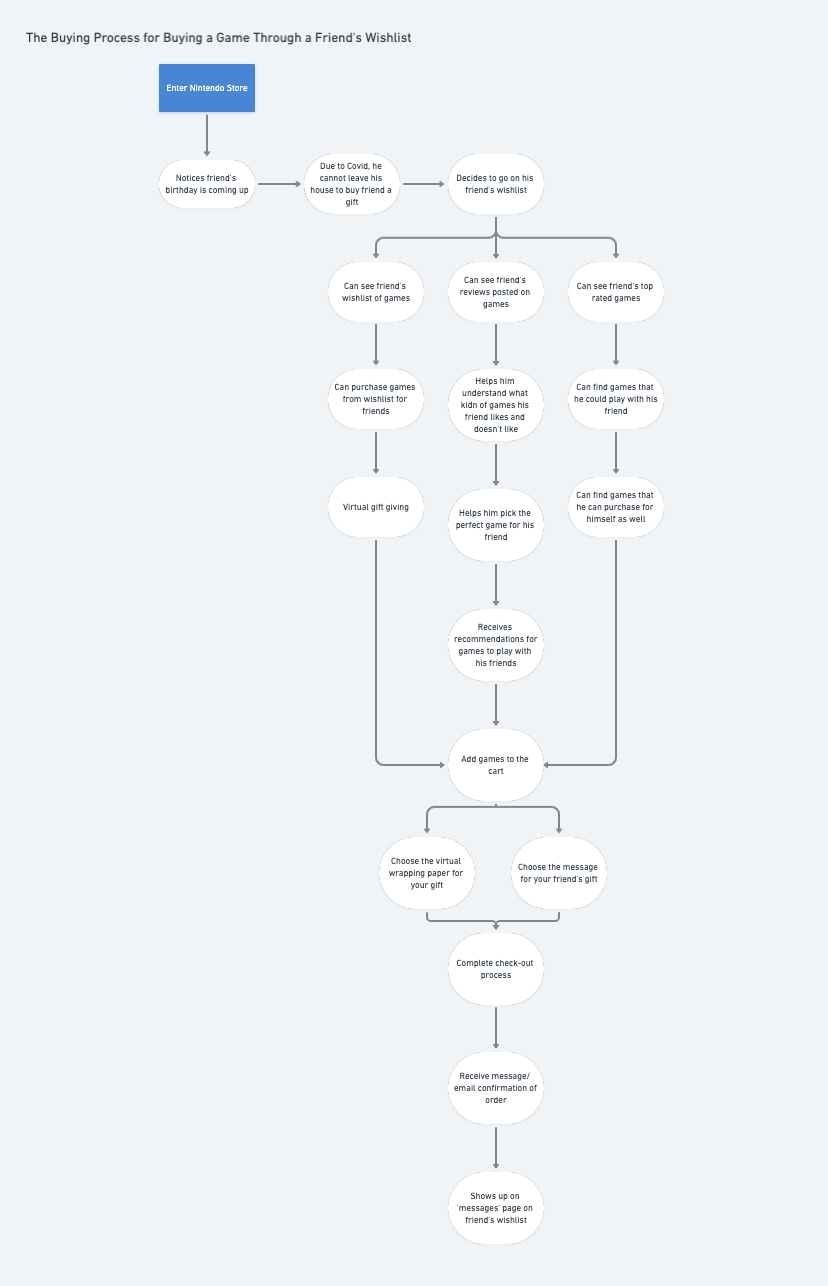 The Buying Process for Buying a Game Through a Friend's Wishlist
Enter Nintendo Store
Notices friend's
birthday is coming up
Due to Covid, he
cannot leave his
house to buy friend a
gift
Decides to go on his
friend's wishlist
Can see friend's
wishlist of games
Can see friend's
reviews posted on
games
Can see friend's top
rated games
Can purchase games
from wishlist for
friends
Helps him
understand what
kidn of games his
friend likes and
doesn't like
Can find games that
he could play with his
friend
Virtual gift giving
Helps him pick the
perfect game for his
friend
Can find games that
he can purchase for
himself as well
Receives
recommendations for
games to play with
his friends
Add games to the
cart
Choose the virtual
wrapping paper for
your gift
Choose the message
for your friend's gift
Complete check-out
process
Receive message/
email confirmation of
order
Shows up on
'messages' page on
friend's wishlist